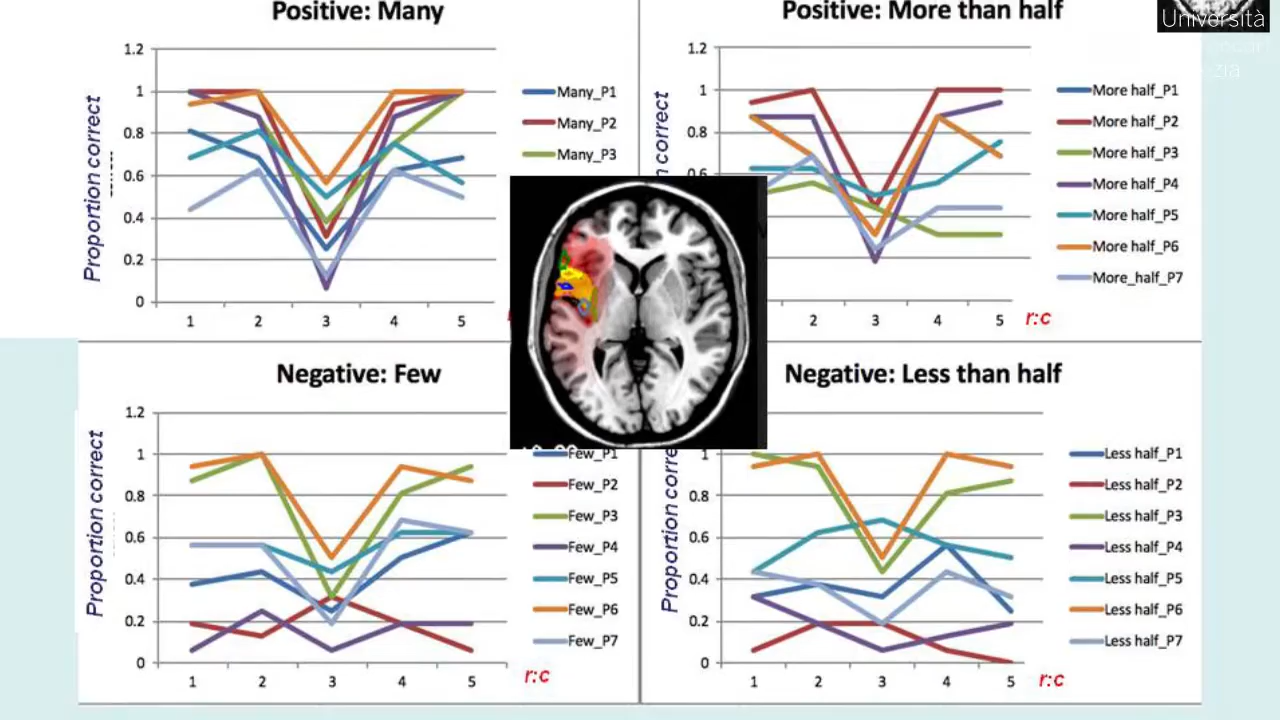 Positive: Many
Positive: More than half
Università
Proportion correct
1.2
1
0.8
0.6
0.4
0.2
0
1
2
3
4
5
Many_P1
Many_P2
Many_P3
1.2
1
0.8
0.6
2
3
4
5
r:c
More half_P1
More half_P2
More half_P3
More half_P4
More half_P5
More half_P6
More_half_P7
Negative: Few
Negative: Less than half
Proportion correct
1.2
1
0.8
0.6
0.4
0.2
0
1
2
3
4
5
r:c
Few_P1
Few_P2
Few_P3
Few_P4
Few_P5
Few_P6
Few_P7
1
0.8
0.6
0.4
0.2
0
1
2
3
4
5
r:c
Less half_P1
Less half_P2
Less half_P3
Less half_P4
Less half_P5
Less half_P6
Less half_P7